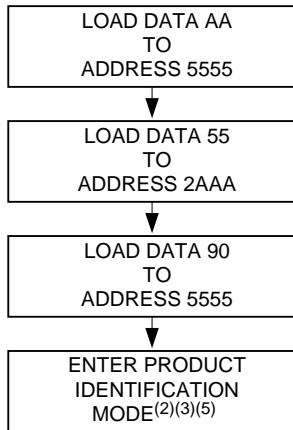 LOAD DATA AA
TO
ADDRESS 5555
LOAD DATA 55
TO
ADDRESS 2AAA
LOAD DATA 90
TO
ADDRESS 5555
ENTER PRODUCT
IDENTIFICATION
MODE(2)(3)(5)